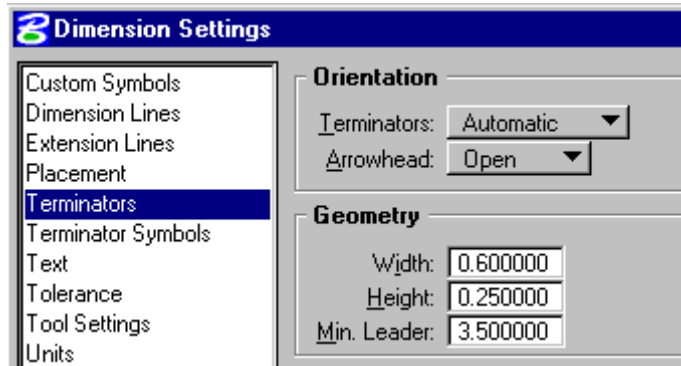 Dimension Settings
Custom Symbols
Dimension Lines
Extension Lines
Placement
Terminators
Terminator Symbols
Text
Tolerance
Tool Settings
Units
Orientation
Terminators: Automatic
Arrowhead: Open
Geometry
Width: 0.600000
Height: 0.250000
Min. Leader: 3.500000